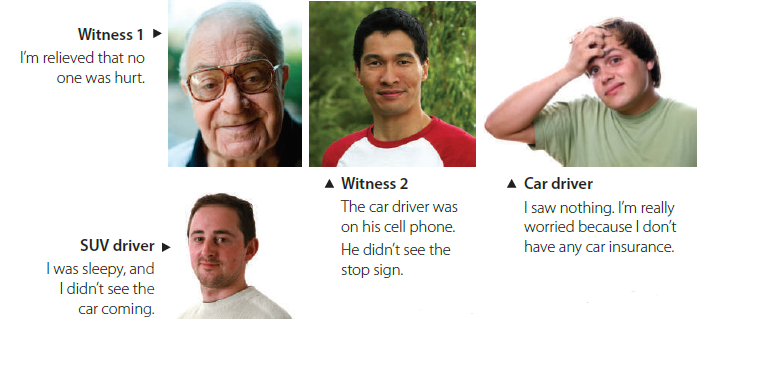 Witness 1 ▶
I'm relieved that no
one was hurt.
▲ Witness 2
The car driver was
on his cell phone.
He didn't see the
stop sign.
▲ Car driver
I saw nothing. I'm really
worried because I don't
have any car insurance.
SUV driver ▶
I was sleepy, and
I didn't see the
car coming.